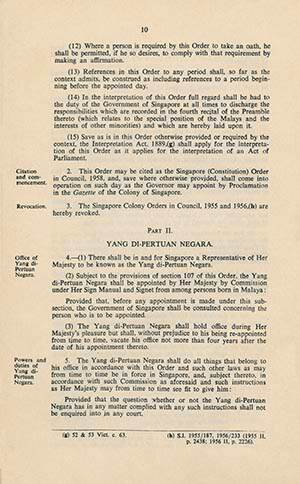 10
(12) Where a person is required by this Order to take an oath, he
shall be permitted, if he so desires, to comply with that requirement by
making an affirmation.
(13) References in this Order to any period shall, so far as the
context admits, be construed as including references to a period begin-
ning before the appointed day.
(14) In the interpretation of this Order full regard shall be had to
the duty of the Government of Singapore at all times to discharge the
responsibilities which are recorded in the fourth recital of the Preamble
thereto (which relates to the special position of the Malays and the
interests of other minorities) and which are hereby laid upon it.
(15) Save as is in this Order otherwise provided or required by the
context, the Interpretation Act, 1889,(g) shall apply for the interpreta-
tion of this Order as it applies for the interpretation of an Act of
Parliament.
Citation and com- mencement.
2. This Order may be cited as the Singapore (Constitution) Order
in Council, 1958, and, save where otherwise provided, shall come into
operation on such day as the Governor may appoint by Proclamation
in the Gazette of the Colony of Singapore.
Revocation.
3. The Singapore Colony Orders in Council, 1955 and 1956,(h) are
hereby revoked.
PART II.
YANG DI-PERTUAN NEGARA.
Office of Yang di- Pertuan Negara.
4.—(1) There shall be in and for Singapore a Representative of Her
Majesty to be known as the Yang di-Pertuan Negara.
(2) Subject to the provisions of section 107 of this Order, the Yang
di-Pertuan Negara shall be appointed by Her Majesty by Commission
under Her Sign Manual and Signet from among persons born in Malaya:
Provided that, before any appointment is made under this sub-
section, the Government of Singapore shall be consulted concerning the
person who is to be appointed.
(3) The Yang di-Pertuan Negara shall hold office during Her
Majesty's pleasure but shall, without prejudice to his being re-appointed
from time to time, vacate his office not more than four years after the
date of his appointment thereto.
Powers and duties of Yang di- Pertuan Negara.
5. The Yang di-Pertuan Negara shall do all things that belong to
his office in accordance with this Order and such other laws as may
from time to time be in force in Singapore, and, subject thereto, in
accordance with such Commission as aforesaid and such instructions
as Her Majesty may from time to time see fit to give him:
Provided that the question whether or not the Yang di-Pertuan
Negara has in any matter complied with any such instructions shall not
be enquired into in any court.
(g) 52 & 53 Vict. c. 63.
(h) S.I. 1955/187, 1956/233 (1955 II,
p. 2438; 1956 II, p. 2226).